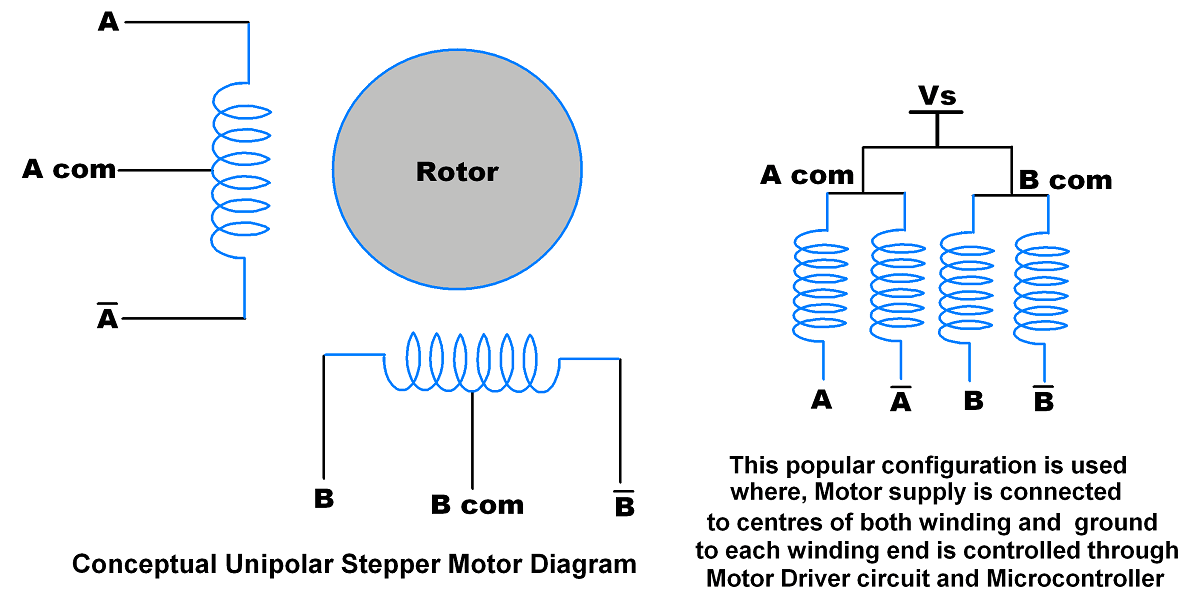 A
A com
A̅
Rotor
B
B com
B̅
Conceptual Unipolar Stepper Motor Diagram
Vs
A com
B com
A
A̅
B
B̅
This popular configuration is used
where, Motor supply is connected
to centres of both winding and ground
to each winding end is controlled through
Motor Driver circuit and Microcontroller